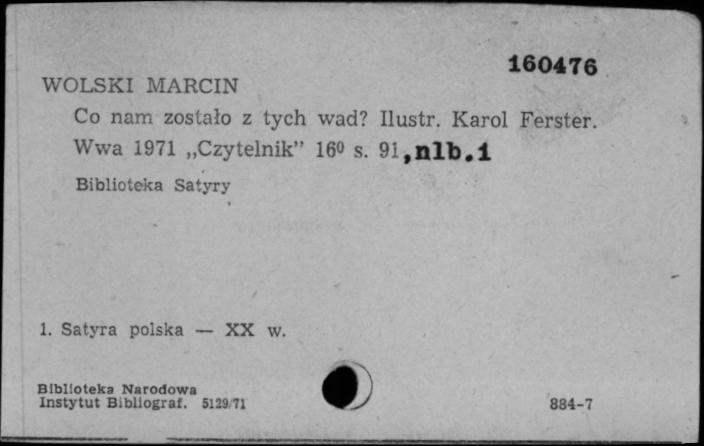 160476
WOLSKI MARCIN
Co nam zostało z tych wad? Ilustr. Karol Ferster.
Wwa 1971 „Czytelnik” 16⁰ s. 91,nlb.1
Biblioteka Satyry
1. Satyra polska — XX w.
Biblioteka Narodowa
Instytut Bibliograf. 5129/71
884-7